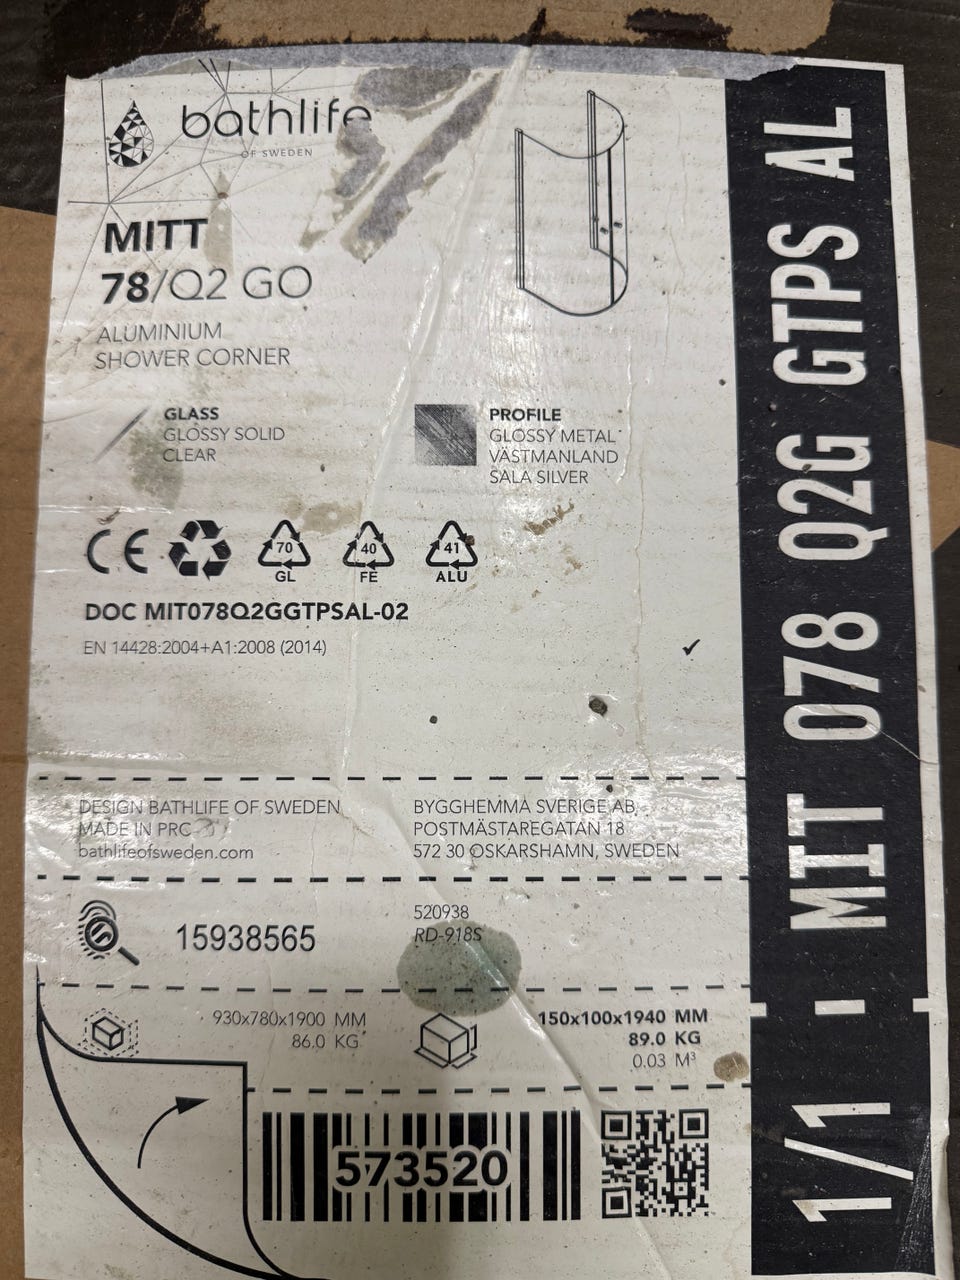 bathlife
OF SWEDEN
MITT
78/Q2 GO
ALUMINIUM
SHOWER CORNER
GLASS
GLOSSY SOLID
CLEAR
PROFILE
GLOSSY METAL
VÄSTMANLAND
SALA SILVER
CE
70
GL
40
FE
41
ALU
DOC MIT078Q2GGTPSAL-02
EN 14428:2004+A1:2008 (2014)
✓
DESIGN BATHLIFE OF SWEDEN
MADE IN PRC
bathlifeofsweden.com
BYGGHEMMA SVERIGE AB,
POSTMÄSTAREGATAN 18
572 30 OSKARSHAMN, SWEDEN
15938565
520938
RD-918S
930x780x1900 MM
86.0 KG
150x100x1940 MM
89.0 KG
0.03 M³
573520
1/1 - MIT 078 Q2G GTPS AL